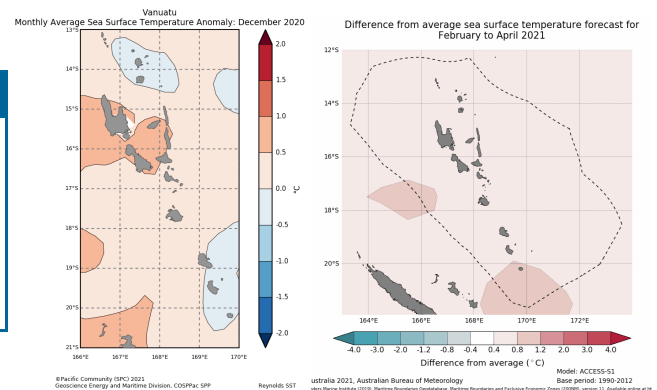 Vanuatu
Monthly Average Sea Surface Temperature Anomaly: December 2020
13°S
14°S
15°S
16°S
17°S
18°S
19°S
20°S
21°S
166°E 167°E 168°E 169°E 170°E
2.0
1.5
1.0
0.5
0.0
-0.5
-1.0
-1.5
-2.0
°C
©Pacific Community (SPC) 2021
Geoscience Energy and Maritime Division, COSPPac SPP
Reynolds SST
Difference from average sea surface temperature forecast for
February to April 2021
12°S
14°S
16°S
18°S
20°S
164°E 166°E 168°E 170°E 172°E
-4.0 -3.0 -2.0 -1.2 -0.8 -0.4 0.4 0.8 1.2 2.0 3.0 4.0
Difference from average (°C)
Model: ACCESS-S1
ustralia 2021, Australian Bureau of Meteorology
Base period: 1990-2012